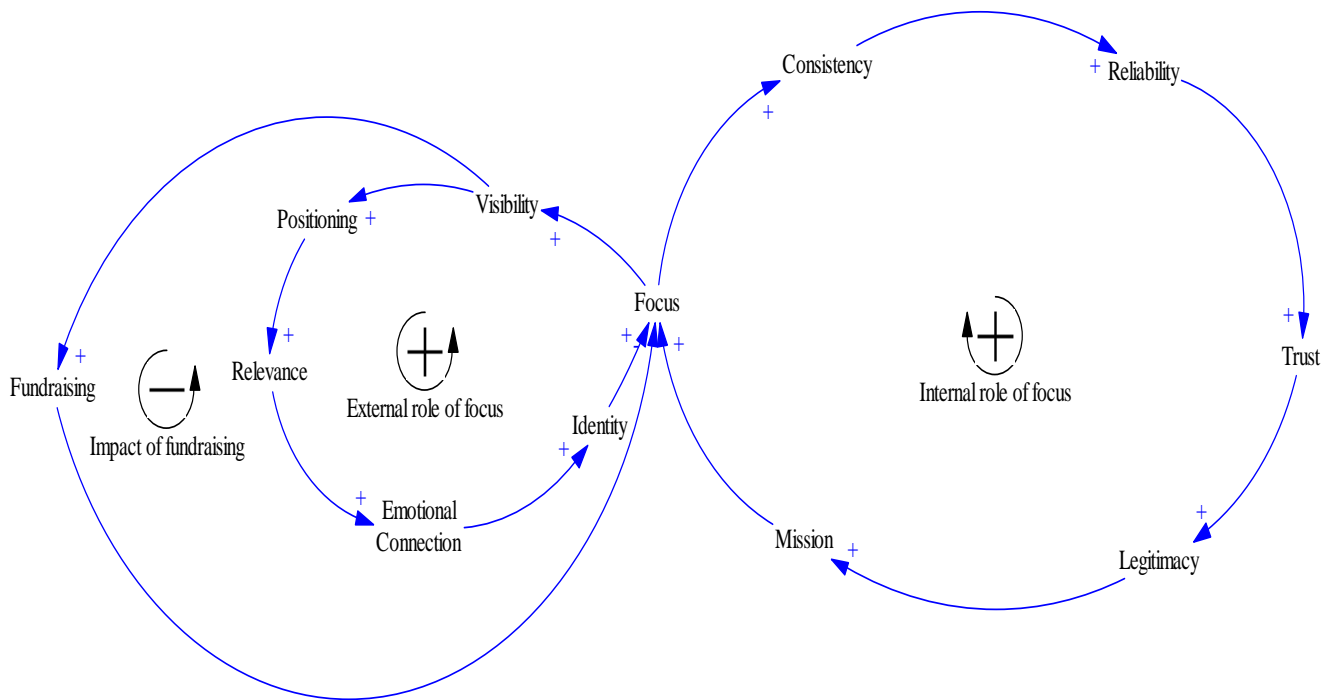 Consistency
+
+
Reliability
+
Visibility
+
Positioning
+
+
Focus
+
-
+
+
Trust
+
Relevance
+
Fundraising
Impact of fundraising
External role of focus
Internal role of focus
Identity
+
+
Emotional
Connection
Mission
+
+
Legitimacy